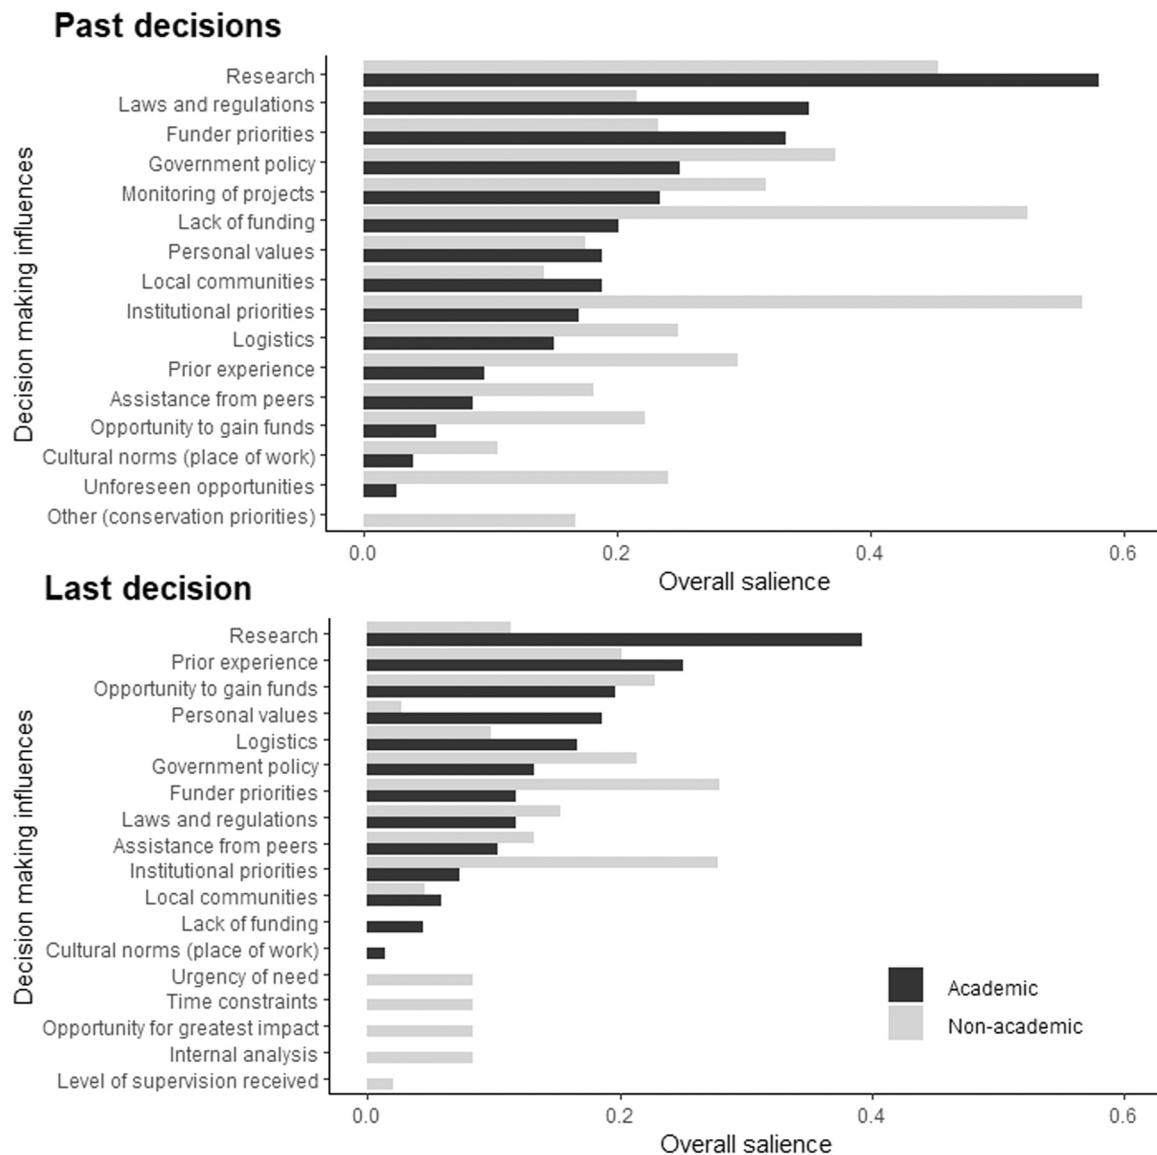 Past decisions
Decision making influences
Research
Laws and regulations
Funder priorities
Government policy
Monitoring of projects
Lack of funding
Personal values
Local communities
Institutional priorities
Logistics
Prior experience
Assistance from peers
Opportunity to gain funds
Cultural norms (place of work)
Unforeseen opportunities
Other (conservation priorities)
0.0 0.2 0.4 0.6
Overall salience
Last decision
Decision making influences
Research
Prior experience
Opportunity to gain funds
Personal values
Logistics
Government policy
Funder priorities
Laws and regulations
Assistance from peers
Institutional priorities
Local communities
Lack of funding
Cultural norms (place of work)
Urgency of need
Time constraints
Opportunity for greatest impact
Internal analysis
Level of supervision received
Academic
Non-academic
0.0 0.2 0.4 0.6
Overall salience